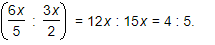 (6x/5 : 3x/2) = 12x : 15x = 4 : 5.